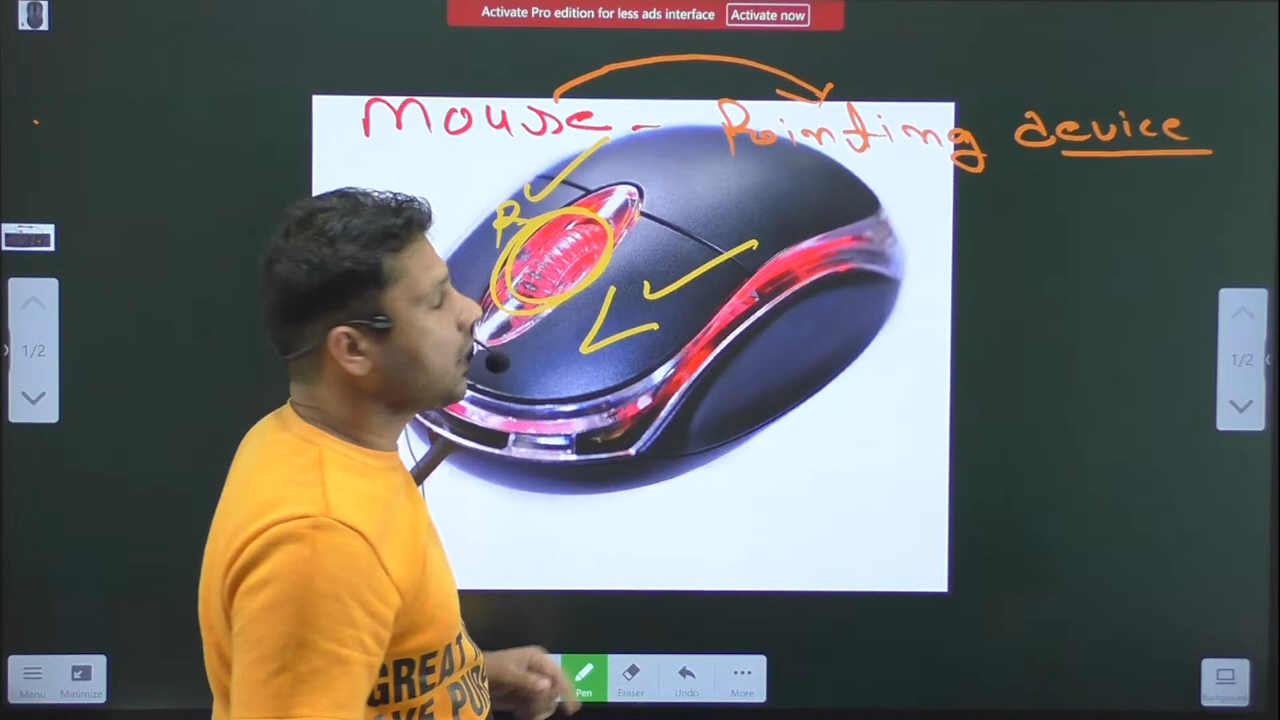 Activate Pro edition for less ads interface Activate now
Mouse - Pointing device
R
1/2
1/2
GREAT
Menu Minimize Pen Eraser Undo More Background